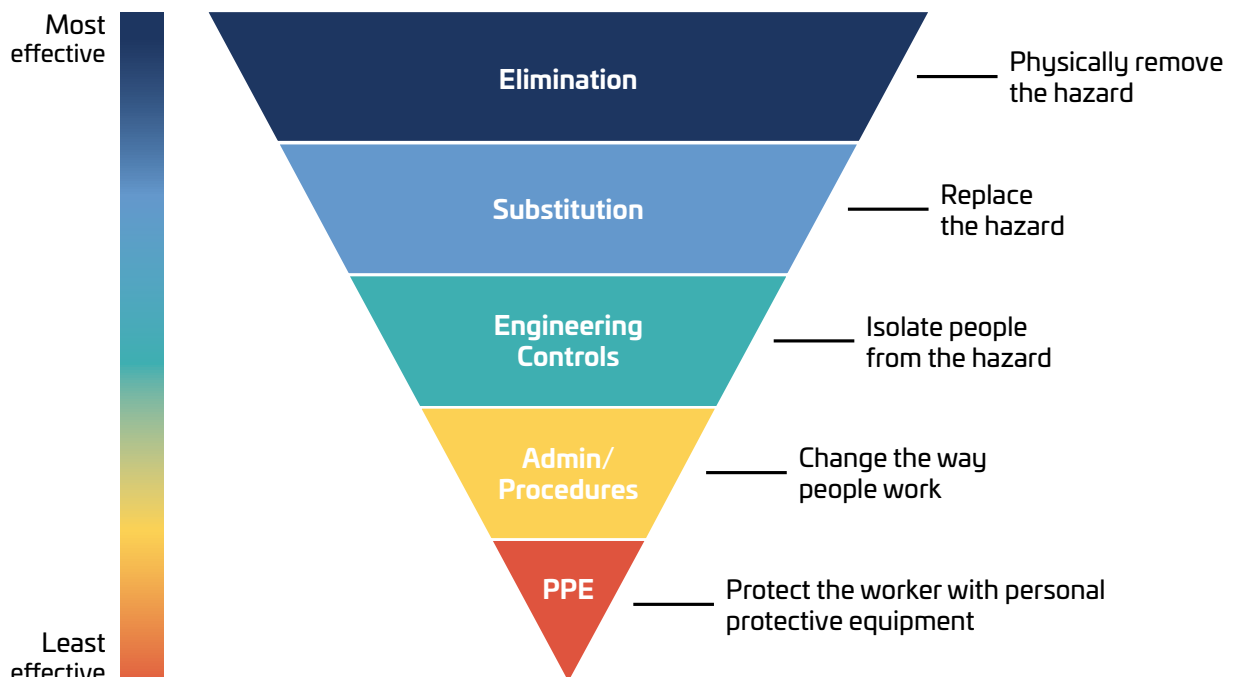 Most
effective
Elimination
Physically remove
the hazard
Substitution
Replace
the hazard
Engineering
Controls
Isolate people
from the hazard
Admin/
Procedures
Change the way
people work
PPE
Protect the worker with personal
protective equipment
Least
effective